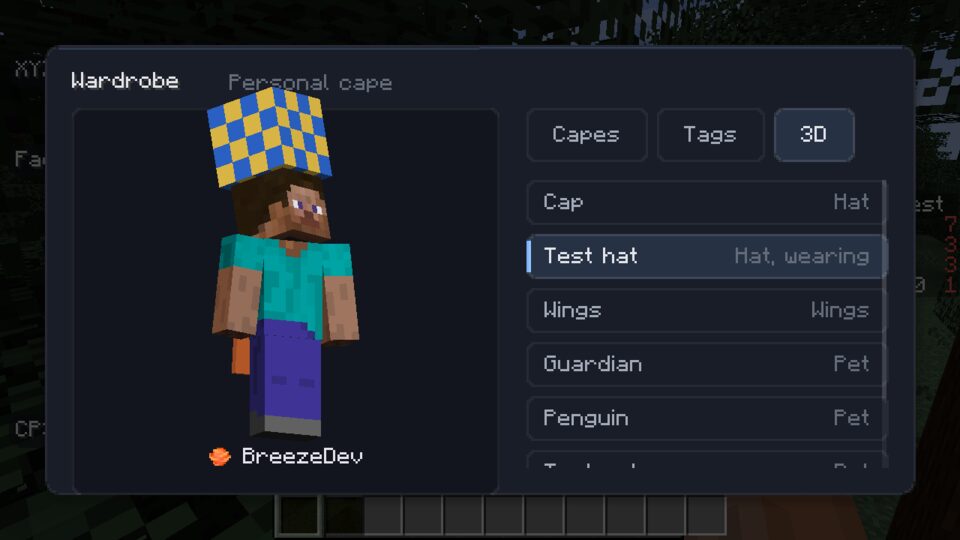 Wardrobe Personal cape
Capes Tags 3D
Cap Hat
Test hat Hat, wearing
Wings Wings
Guardian Pet
Penguin Pet
BreezeDev